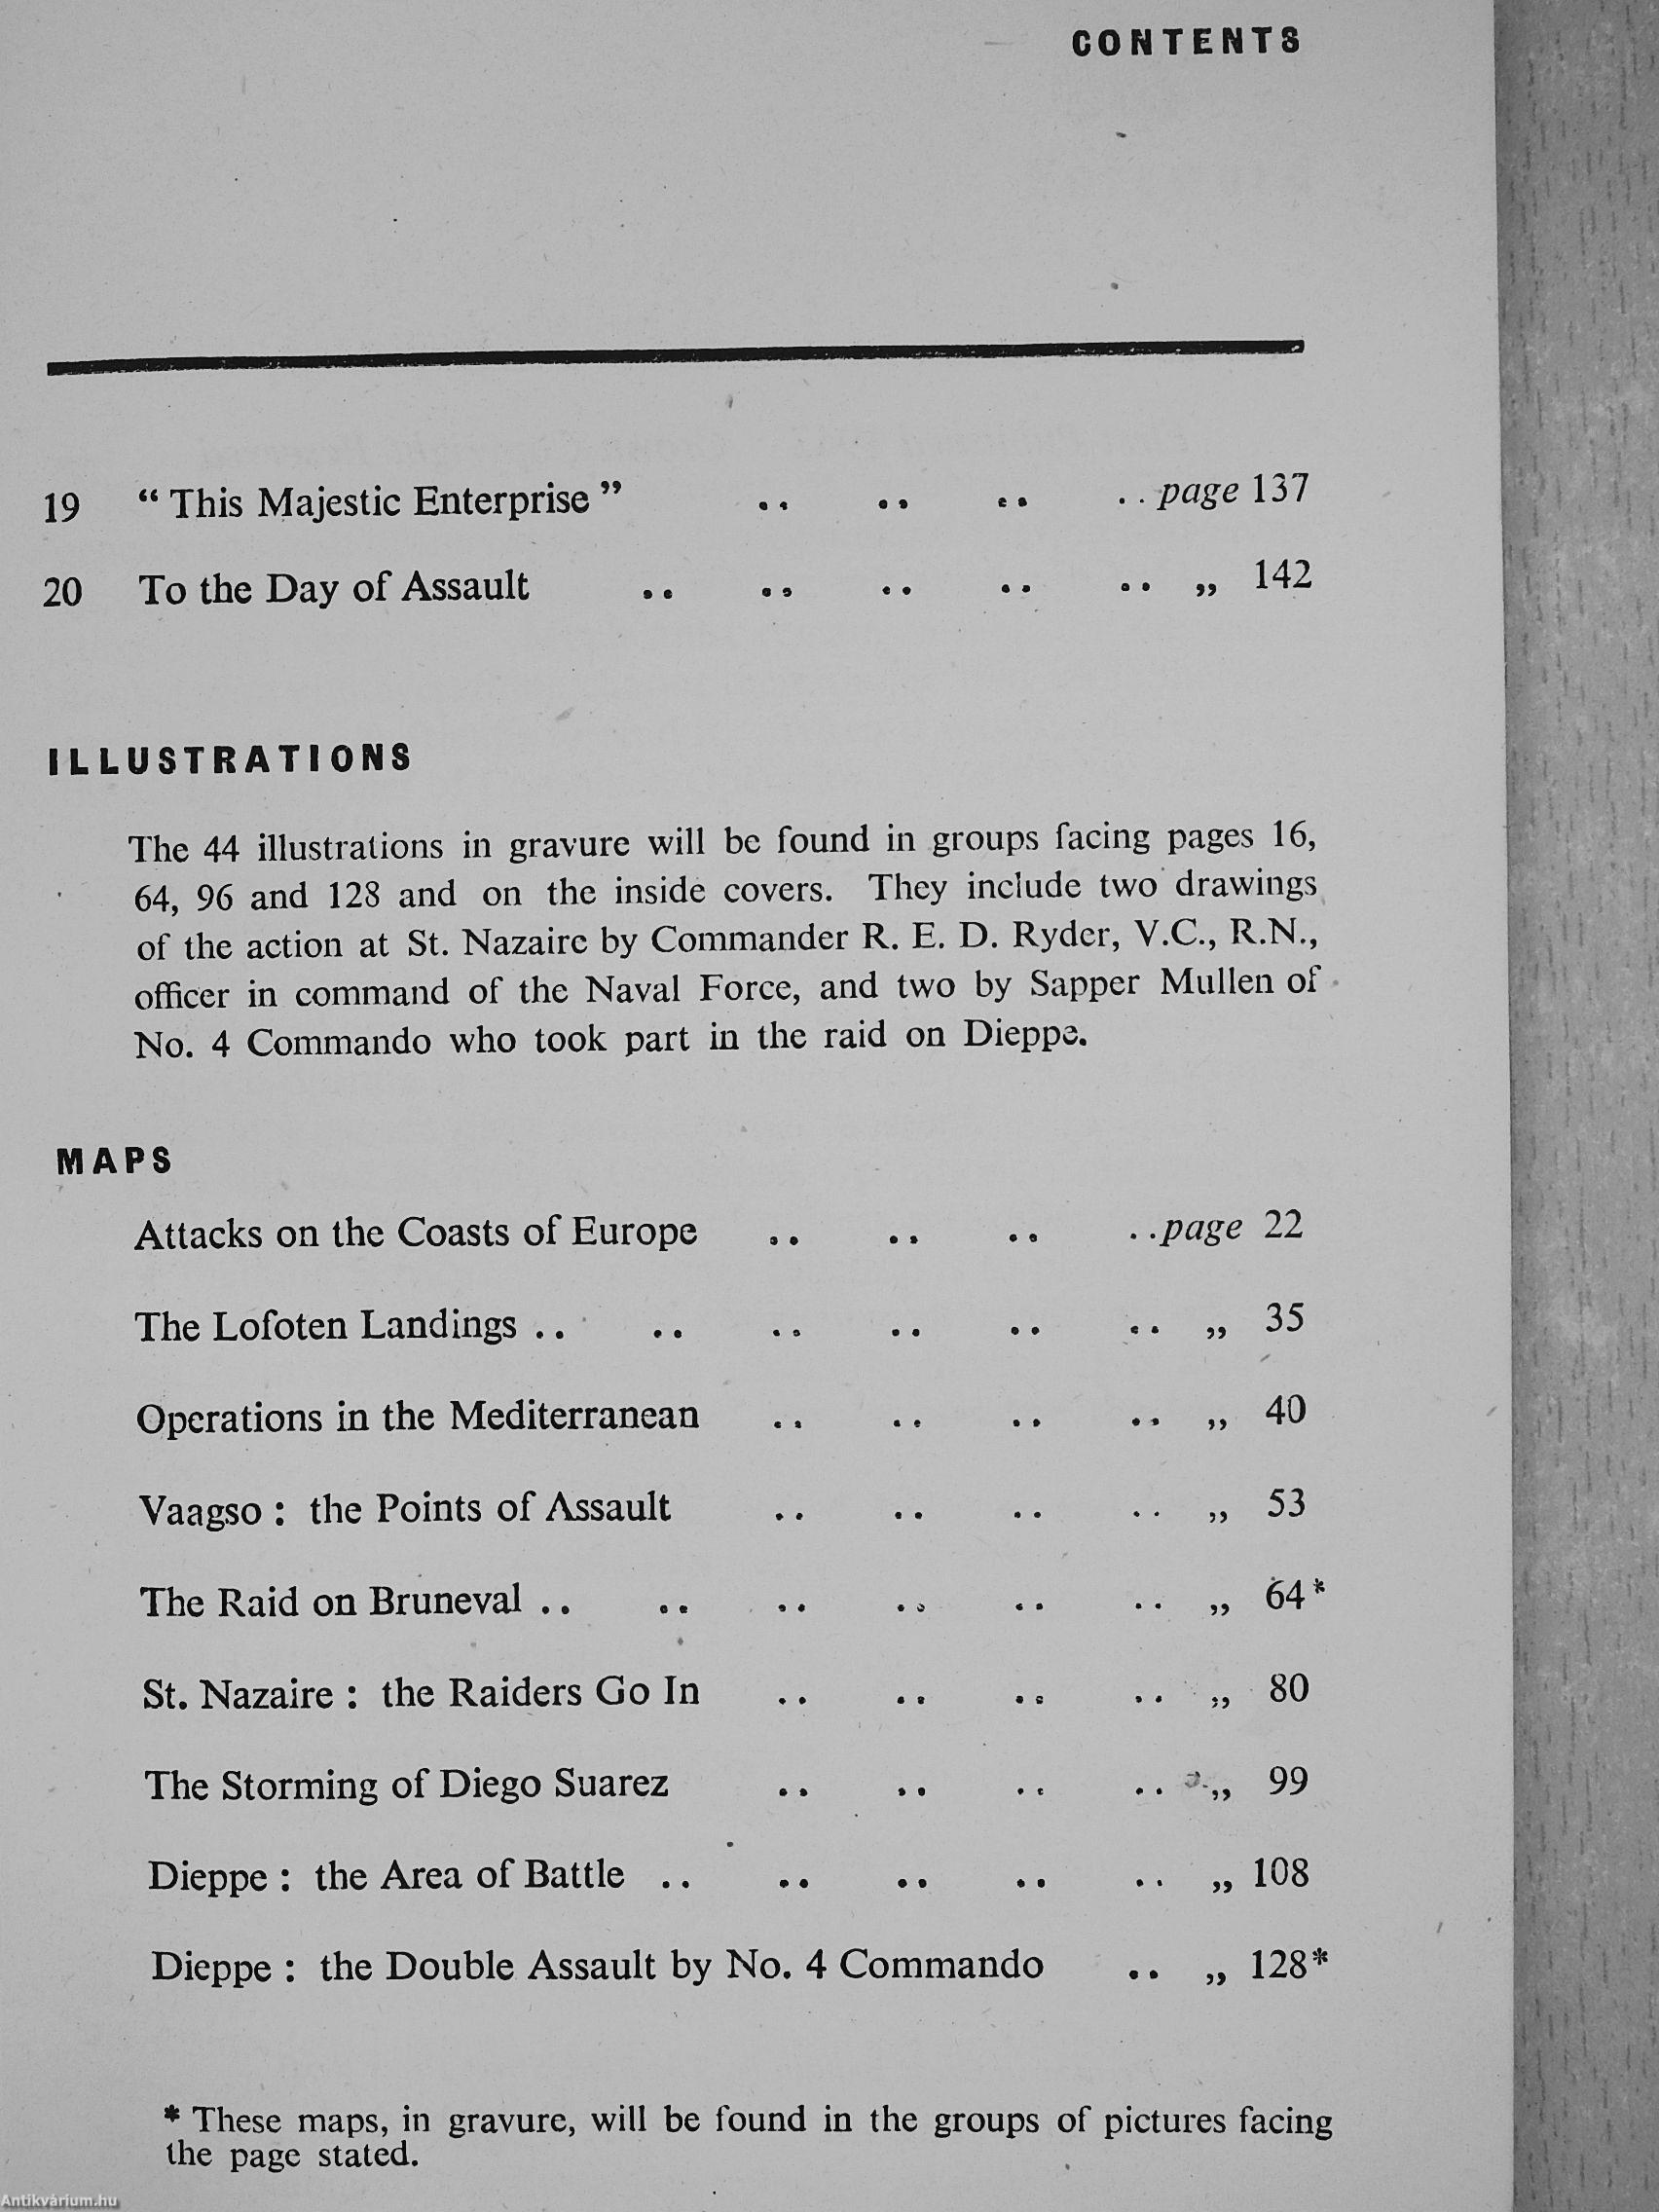 CONTENTS
19 “ This Majestic Enterprise ” .. .. .. .. page 137
20 To the Day of Assault .. .. .. .. .. ,, 142
ILLUSTRATIONS
The 44 illustrations in gravure will be found in groups facing pages 16,
64, 96 and 128 and on the inside covers. They include two drawings
of the action at St. Nazaire by Commander R. E. D. Ryder, V.C., R.N.,
officer in command of the Naval Force, and two by Sapper Mullen of
No. 4 Commando who took part in the raid on Dieppe.
MAPS
Attacks on the Coasts of Europe .. .. .. .. page 22
The Lofoten Landings .. .. .. .. .. .. ,, 35
Operations in the Mediterranean .. .. .. .. ,, 40
Vaagso : the Points of Assault .. .. .. .. ,, 53
The Raid on Bruneval .. .. .. .. .. .. ,, 64*
St. Nazaire : the Raiders Go In .. .. .. .. ,, 80
The Storming of Diego Suarez .. .. .. .. ,, 99
Dieppe : the Area of Battle .. .. .. .. .. ,, 108
Dieppe : the Double Assault by No. 4 Commando .. ,, 128*
* These maps, in gravure, will be found in the groups of pictures facing
the page stated.
Antikvárium.hu